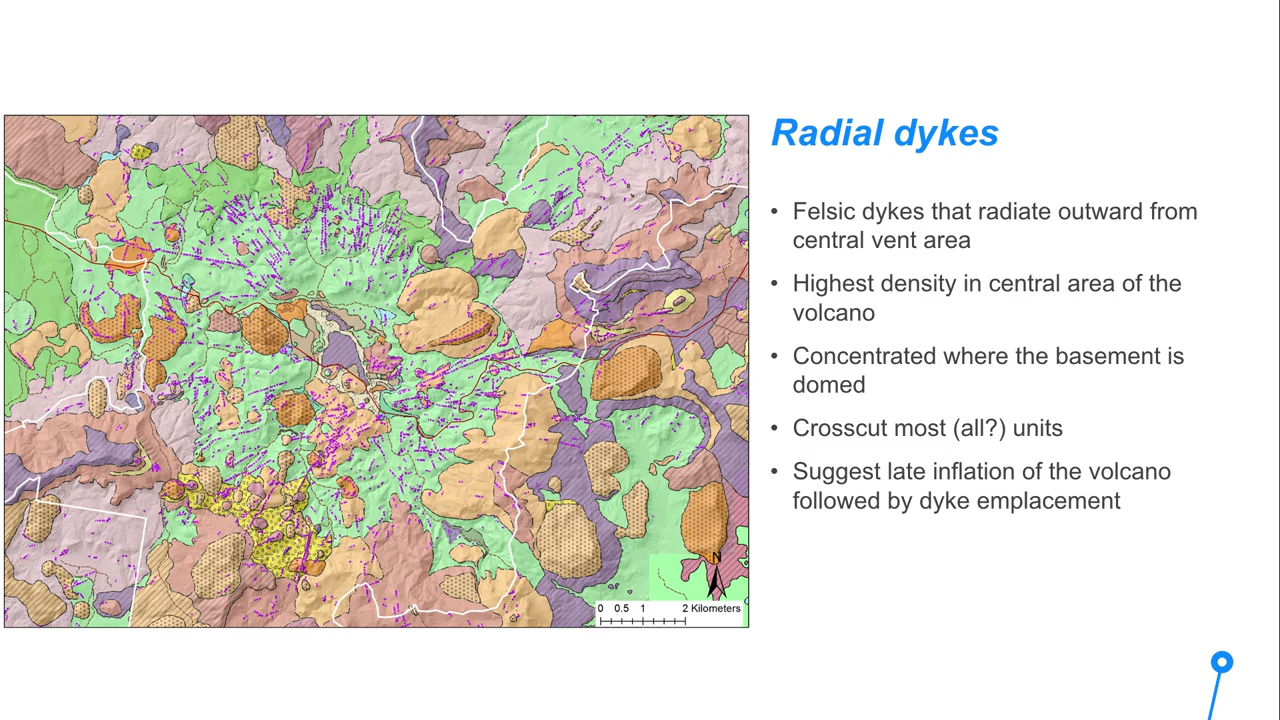 Radial dykes
• Felsic dykes that radiate outward from
central vent area
• Highest density in central area of the
volcano
• Concentrated where the basement is
domed
• Crosscut most (all?) units
• Suggest late inflation of the volcano
followed by dyke emplacement
N
0 0.5 1 2 Kilometers